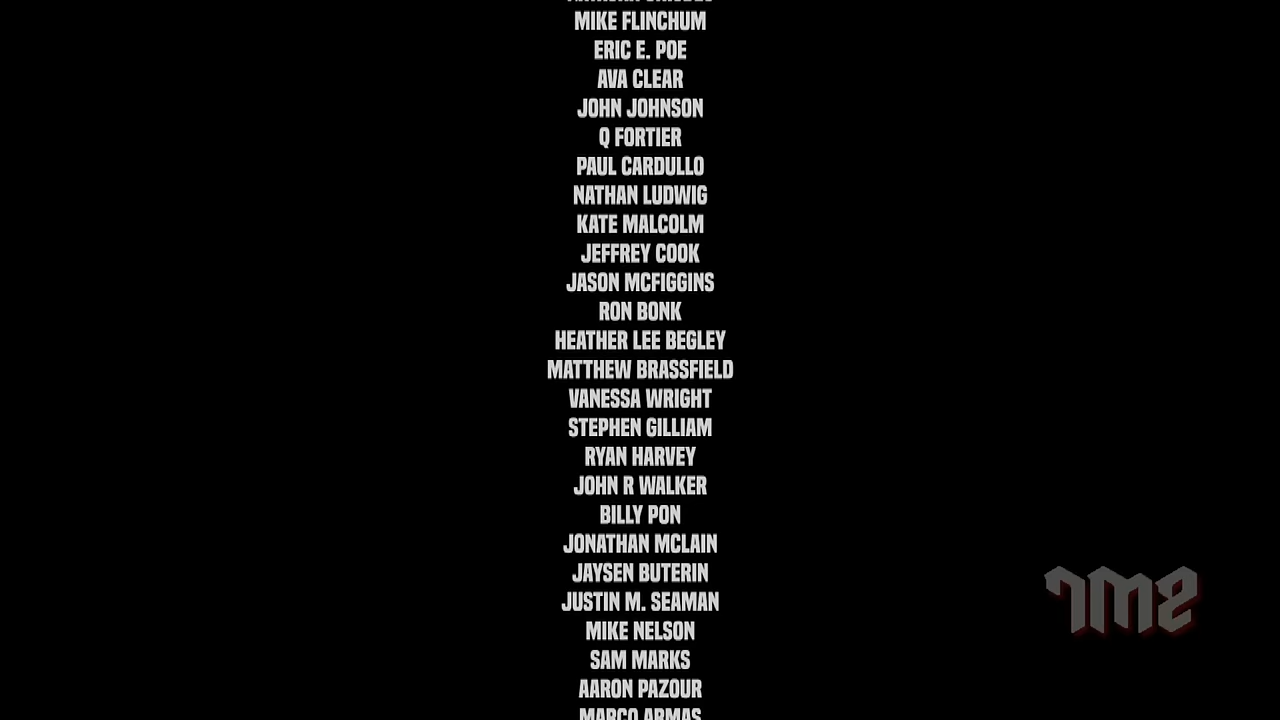 MIKE FLINCHUM
ERIC E. POE
AVA CLEAR
JOHN JOHNSON
Q FORTIER
PAUL CARDULLO
NATHAN LUDWIG
KATE MALCOLM
JEFFREY COOK
JASON MCFIGGINS
RON BONK
HEATHER LEE BEGLEY
MATTHEW BRASSFIELD
VANESSA WRIGHT
STEPHEN GILLIAM
RYAN HARVEY
JOHN R WALKER
BILLY PON
JONATHAN MCLAIN
JAYSEN BUTERIN
JUSTIN M. SEAMAN
MIKE NELSON
SAM MARKS
AARON PAZOUR
MARCO ARMAS